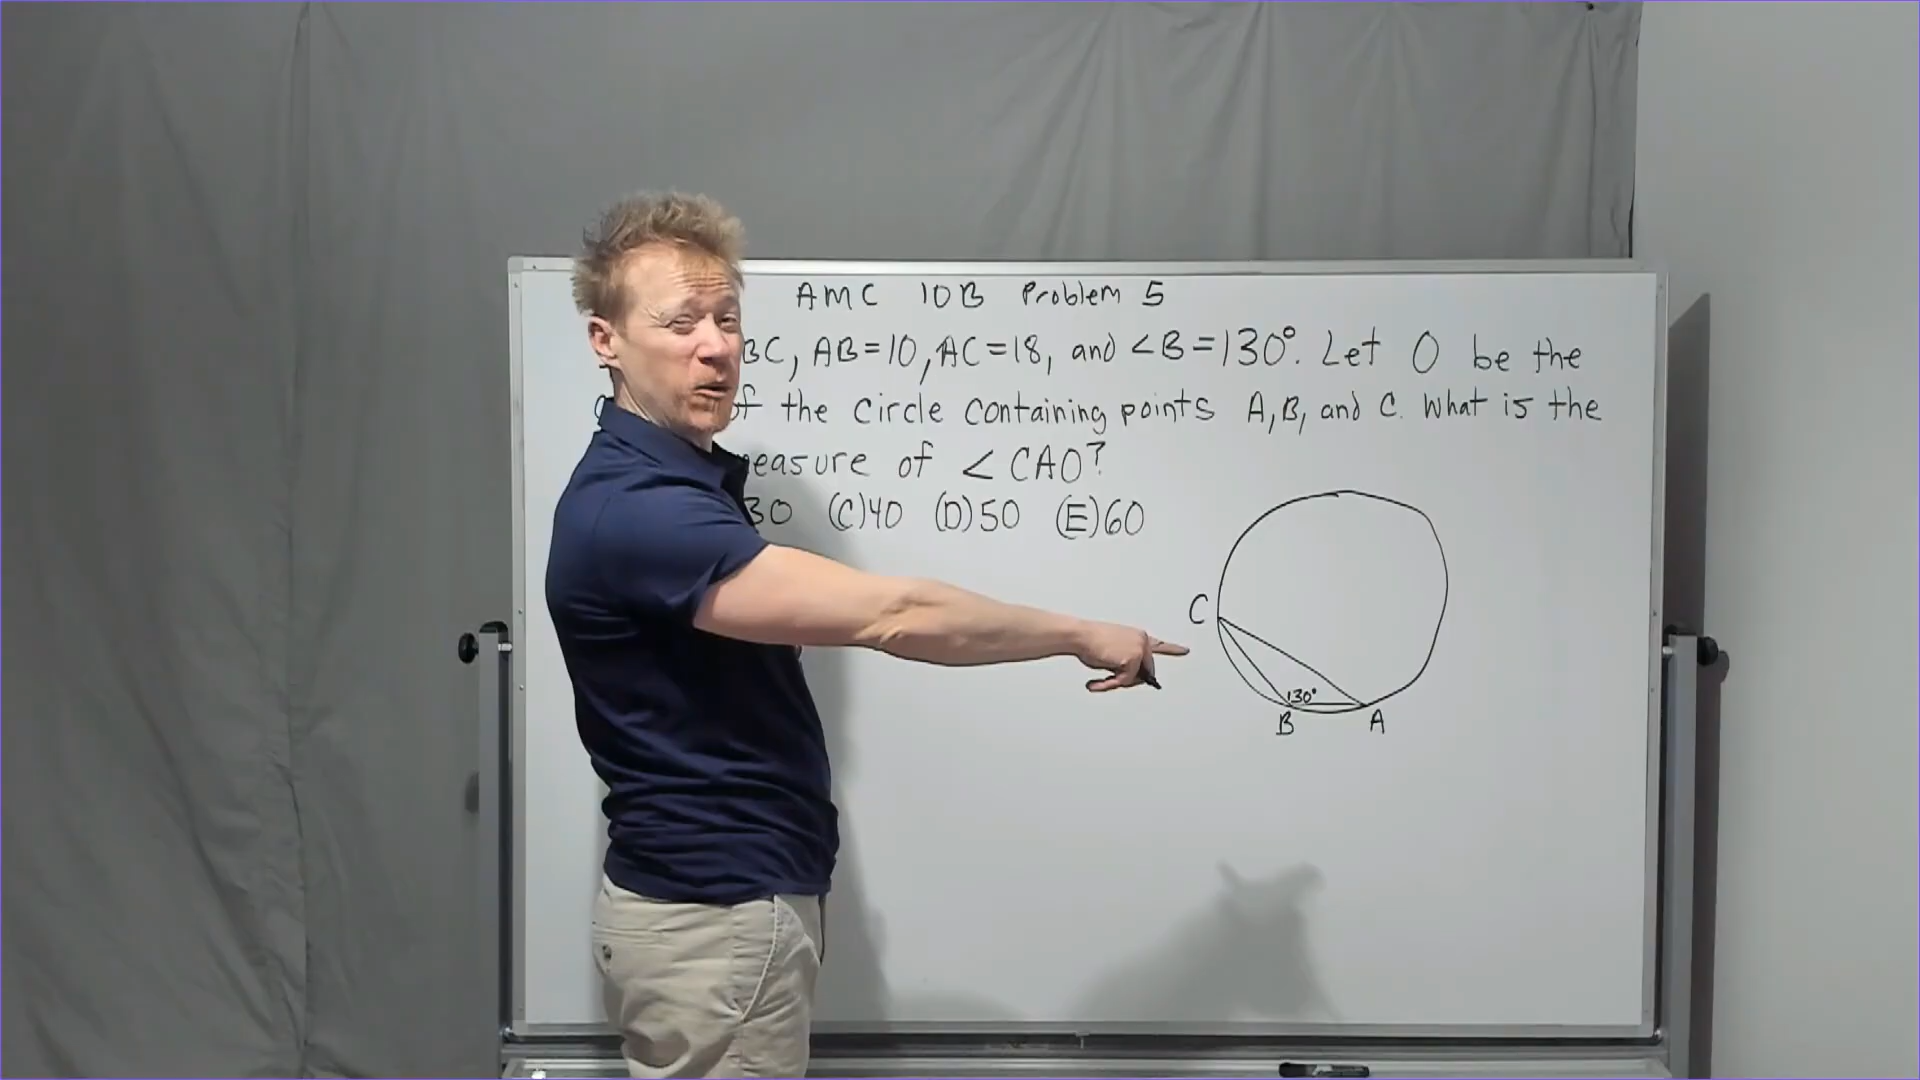 AMC 10B Problem 5
BC, AB=10, AC=18, and ∠B=130°. Let O be the
of the circle containing points A, B, and C. What is the
measure of ∠CAO?
30 (C)40 (D)50 (E)60
C
130°
B A